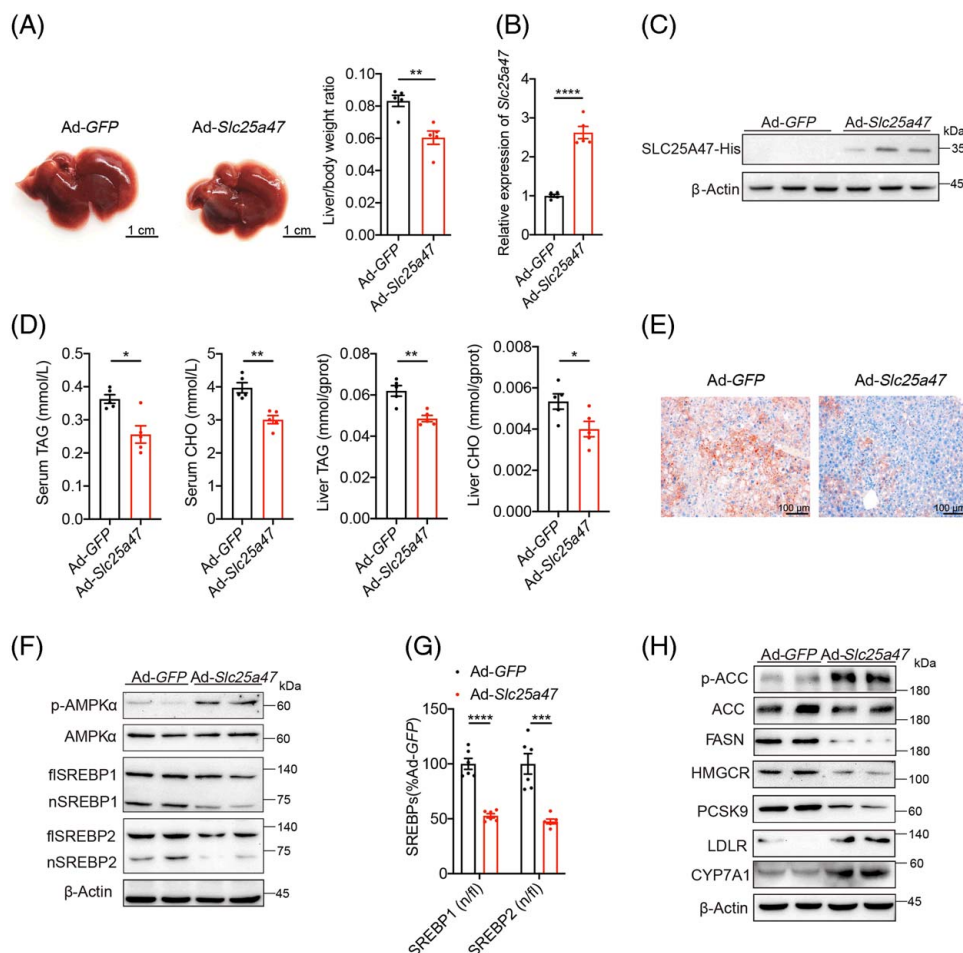 (A)
Ad-GFP
Ad-Slc25a47
1 cm
1 cm
Liver/body weight ratio
0.10
0.08
0.06
0.04
0.02
0.00
**
Ad-GFP
Ad-Slc25a47
(B)
Relative expression of Slc25a47
4
3
2
1
0
****
Ad-GFP
Ad-Slc25a47
(C)
Ad-GFP
Ad-Slc25a47
kDa
SLC25A47-His
35
β-Actin
45
(D)
Serum TAG (mmol/L)
0.5
0.4
0.3
0.2
0.1
0.0
*
Ad-GFP
Ad-Slc25a47
Serum CHO (mmol/L)
5
4
3
2
1
0
**
Ad-GFP
Ad-Slc25a47
Liver TAG (mmol/gprot)
0.08
0.06
0.04
0.02
0.00
**
Ad-GFP
Ad-Slc25a47
Liver CHO (mmol/gprot)
0.008
0.006
0.004
0.002
0.000
*
Ad-GFP
Ad-Slc25a47
(E)
Ad-GFP
Ad-Slc25a47
100 μm
100 μm
(F)
Ad-GFP
Ad-Slc25a47
kDa
p-AMPKα
60
AMPKα
60
flSREBP1
140
nSREBP1
75
flSREBP2
140
nSREBP2
75
β-Actin
45
(G)
Ad-GFP
Ad-Slc25a47
SREBPs(%Ad-GFP)
150
100
50
0
****
***
SREBP1 (n/fl)
SREBP2 (n/fl)
(H)
Ad-GFP
Ad-Slc25a47
kDa
p-ACC
180
ACC
180
FASN
180
HMGCR
100
PCSK9
60
LDLR
140
CYP7A1
60
β-Actin
45